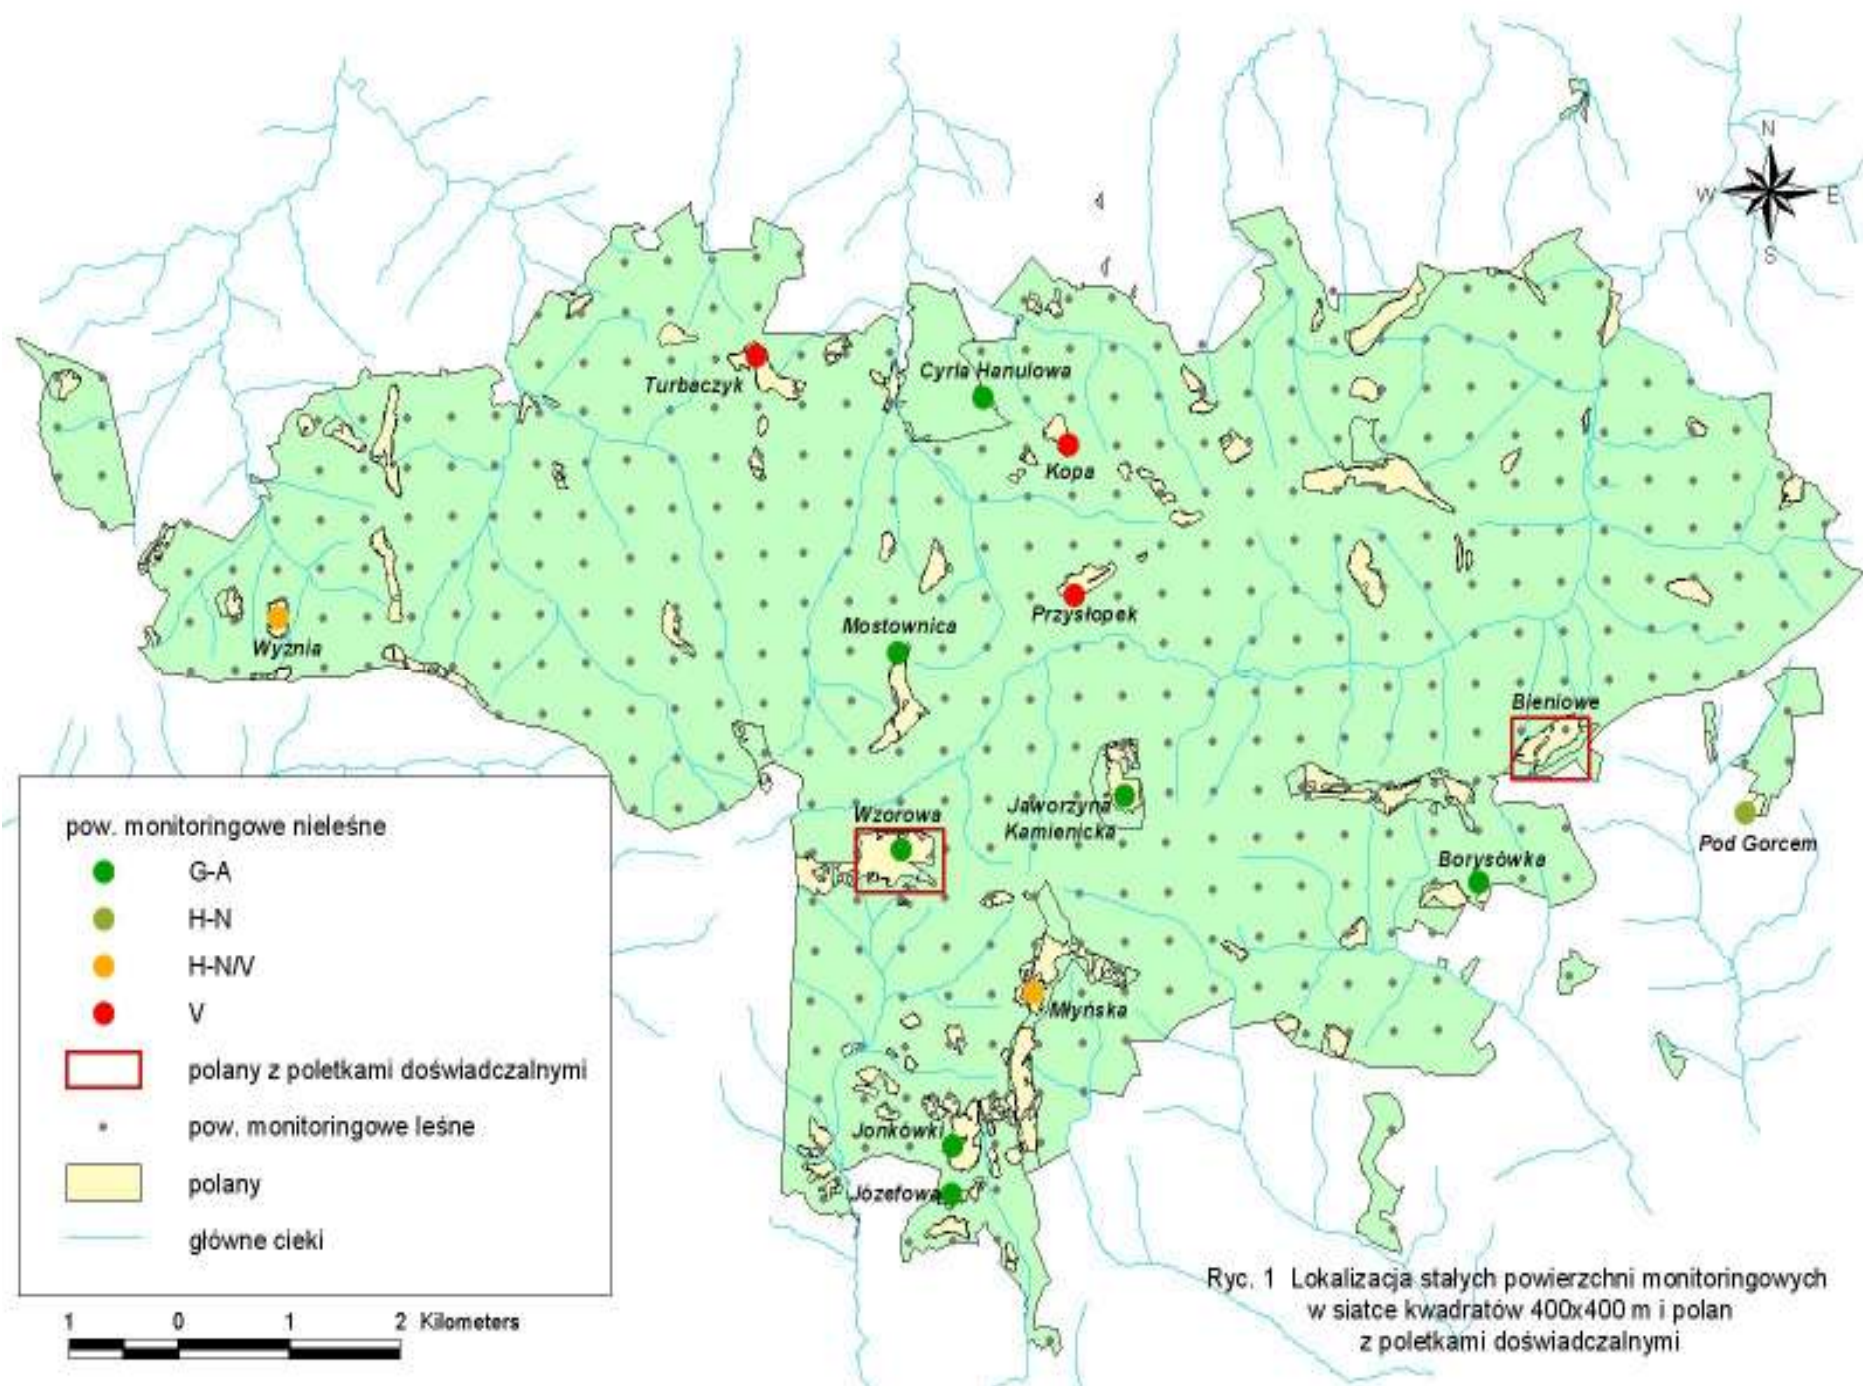 N
W
E
S
Turbaczyk
Cyrla Hanulowa
Kopa
Przysłopek
Mostownica
Wyżnia
Bieniowe
Jaworzyna
Kamienicka
Wzorowa
Pod Gorcem
Borysówka
Młyńska
Jonkówki
Józefowa
pow. monitoringowe nieleśne
G-A
H-N
H-N/V
V
polany z poletkami doświadczalnymi
pow. monitoringowe leśne
polany
główne cieki
1 0 1 2 Kilometers
Ryc. 1 Lokalizacja stałych powierzchni monitoringowych
w siatce kwadratów 400x400 m i polan
z poletkami doświadczalnymi